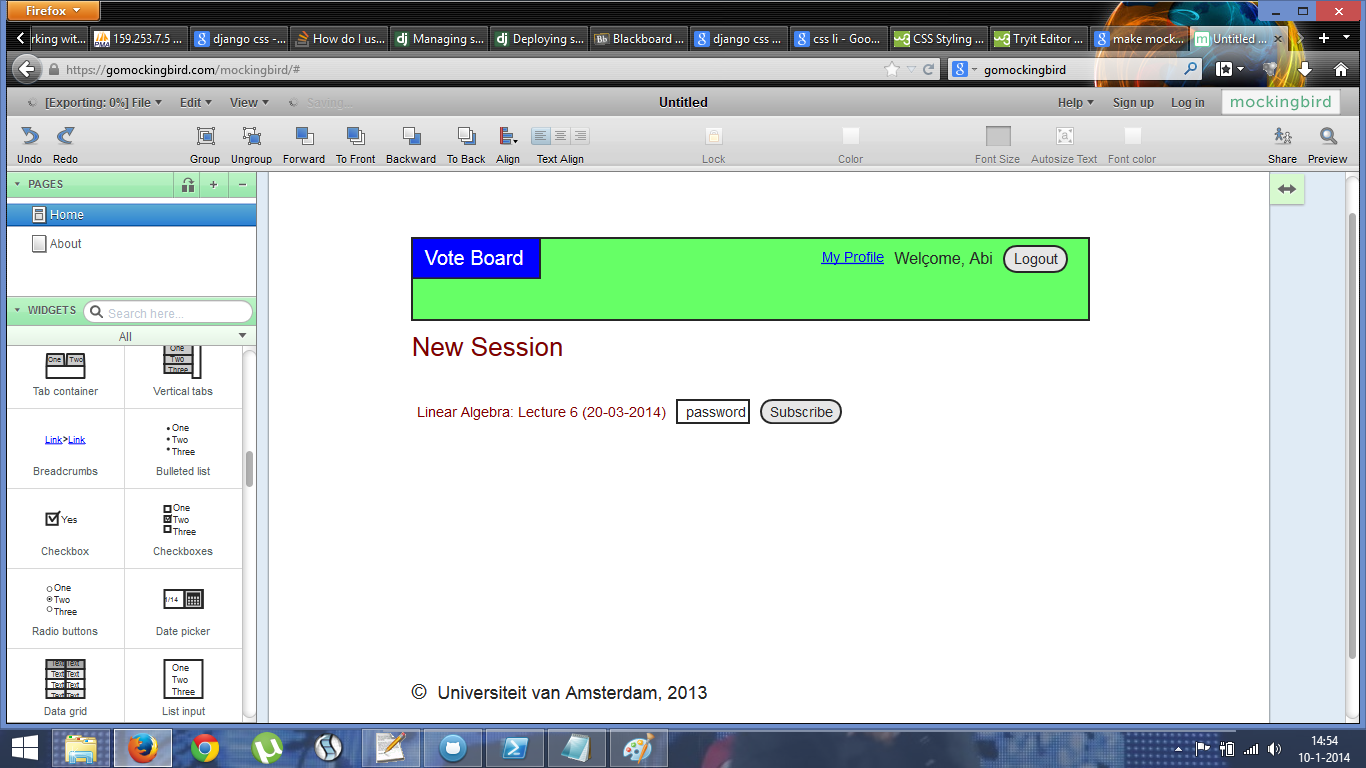 Firefox
rking wit...
159.253.7.5 ...
django css -...
How do I us...
Managing s...
Deploying s...
Blackboard ...
django css ...
css li - Goo...
CSS Styling ...
Tryit Editor ...
make mock...
Untitled ...
https://gomockingbird.com/mockingbird/#
gomockingbird
[Exporting: 0%] File Edit View Saving... Untitled Help Sign up Log in mockingbird
Undo Redo Group Ungroup Forward To Front Backward To Back Align Text Align Lock Color Font Size Autosize Text Font color Share Preview
PAGES
Home
About
WIDGETS Search here...
All
One Two
One
Two
Three
Tab container Vertical tabs
Link>Link
One
Two
Three
Breadcrumbs Bulleted list
Yes
One
Two
Three
Checkbox Checkboxes
One
Two
Three
1/14
Radio buttons Date picker
Text Text
Text Text
Text Text
Text Text
One
Two
Three
Data grid List input
Vote Board My Profile Welçome, Abi Logout
New Session
Linear Algebra: Lecture 6 (20-03-2014) password Subscribe
© Universiteit van Amsterdam, 2013
14:54
10-1-2014